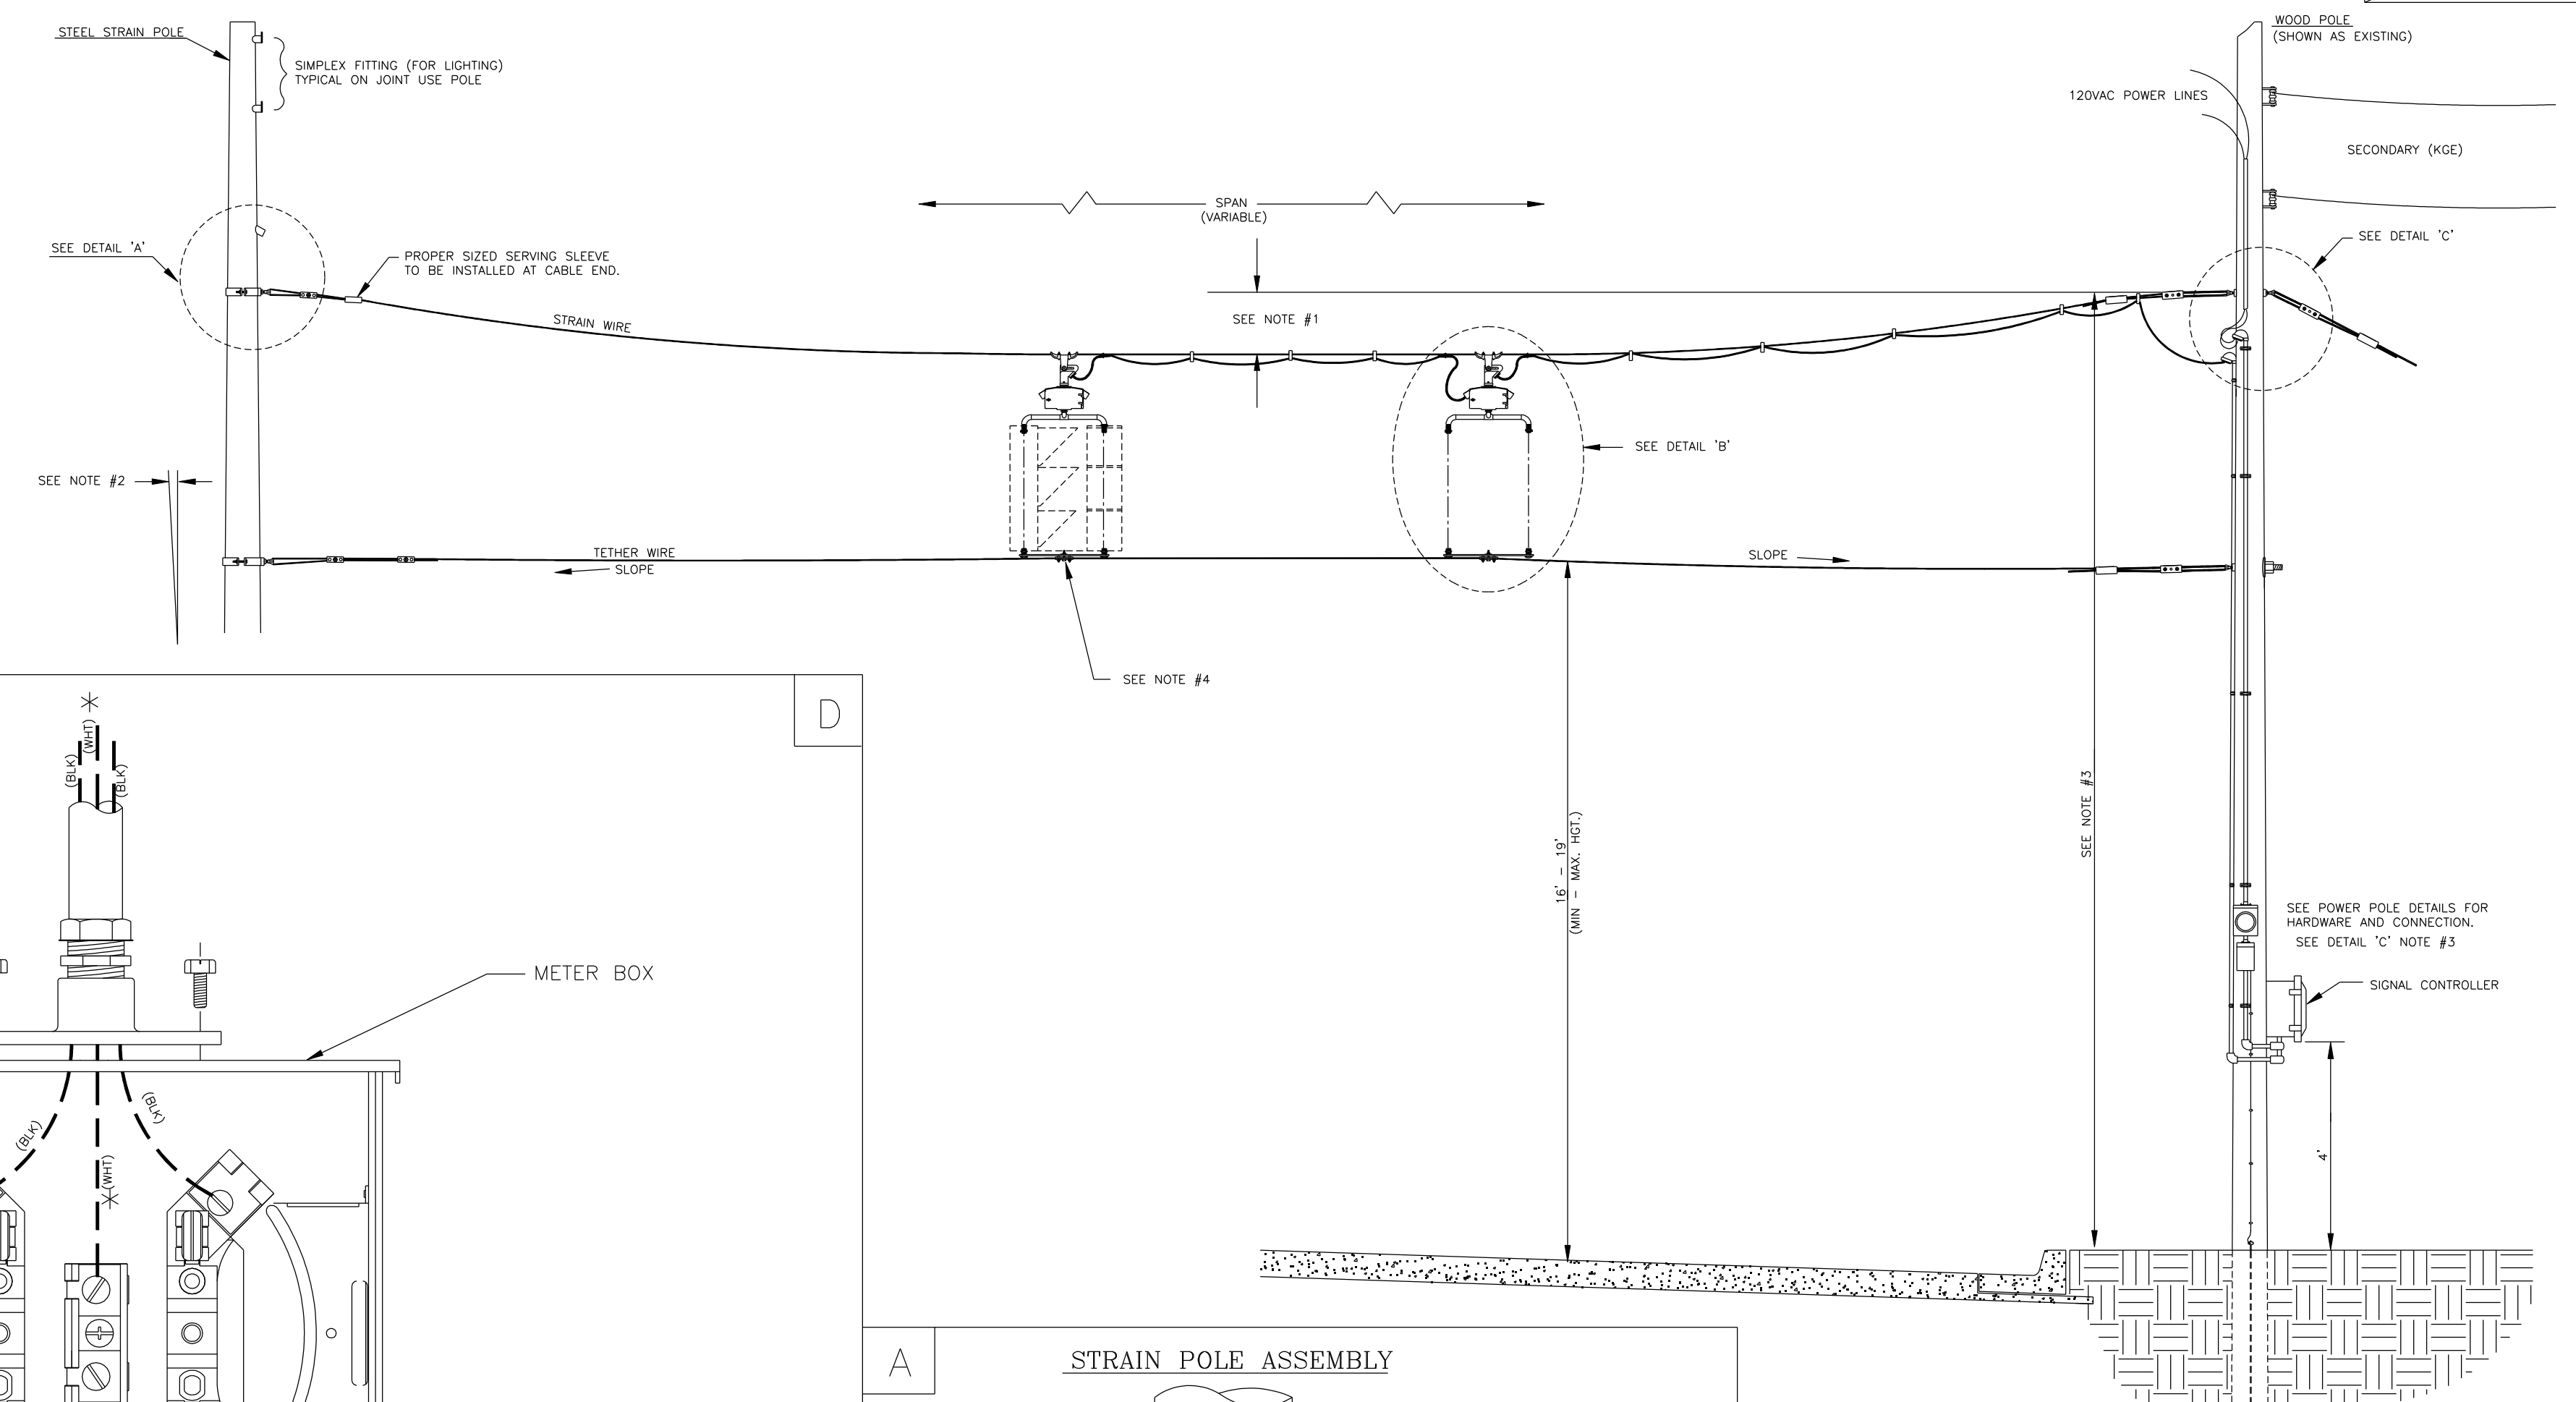 STEEL STRAIN POLE
SIMPLEX FITTING (FOR LIGHTING)
TYPICAL ON JOINT USE POLE
WOOD POLE
(SHOWN AS EXISTING)
120VAC POWER LINES
SECONDARY (KGE)
SPAN
(VARIABLE)
SEE DETAIL 'A'
PROPER SIZED SERVING SLEEVE
TO BE INSTALLED AT CABLE END.
SEE DETAIL 'C'
STRAIN WIRE
SEE NOTE #1
SEE DETAIL 'B'
SEE NOTE #2
TETHER WIRE
SLOPE
SLOPE
SEE NOTE #4
D
(BLK)
(WHT)
(BLK)
16' - 19'
(MIN - MAX. HGT.)
SEE NOTE #3
SEE POWER POLE DETAILS FOR
HARDWARE AND CONNECTION.
SEE DETAIL 'C' NOTE #3
METER BOX
SIGNAL CONTROLLER
(BLK)
(BLK)
(WHT)
4'
A
STRAIN POLE ASSEMBLY